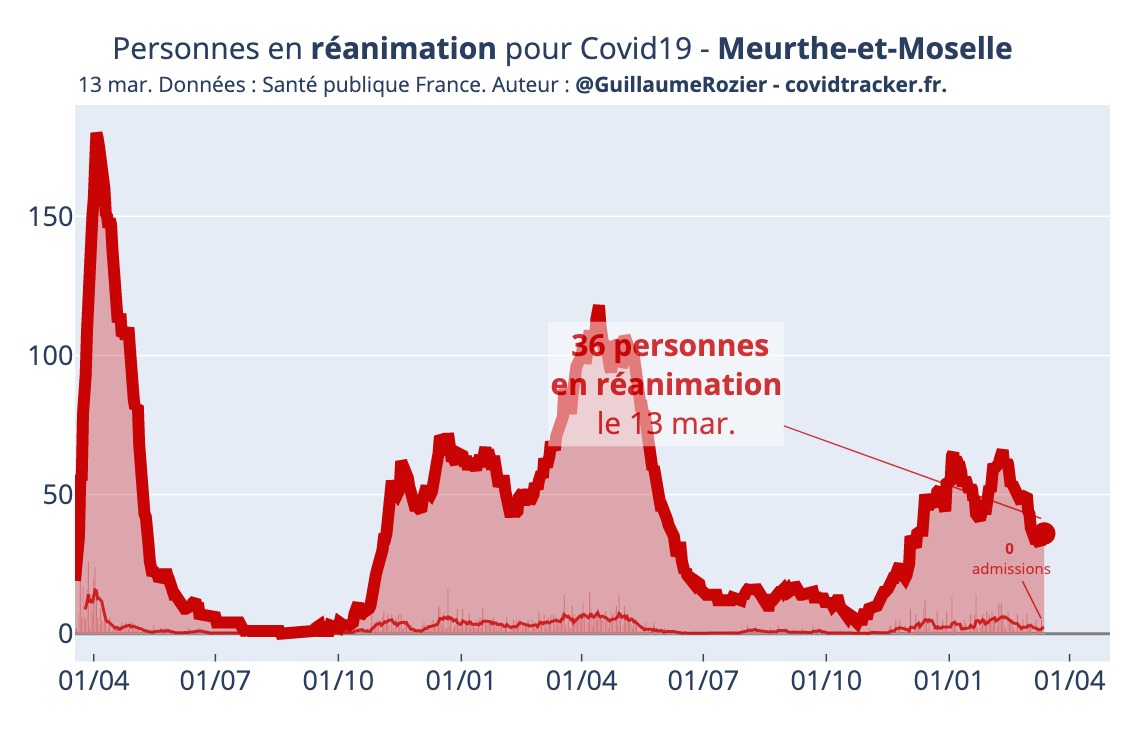 Personnes en réanimation pour Covid19 - Meurthe-et-Moselle
13 mar. Données : Santé publique France. Auteur : @GuillaumeRozier - covidtracker.fr.
150
100
50
0
36 personnes
en réanimation
le 13 mar.
0
admissions
01/04 01/07 01/10 01/01 01/04 01/07 01/10 01/01 01/04